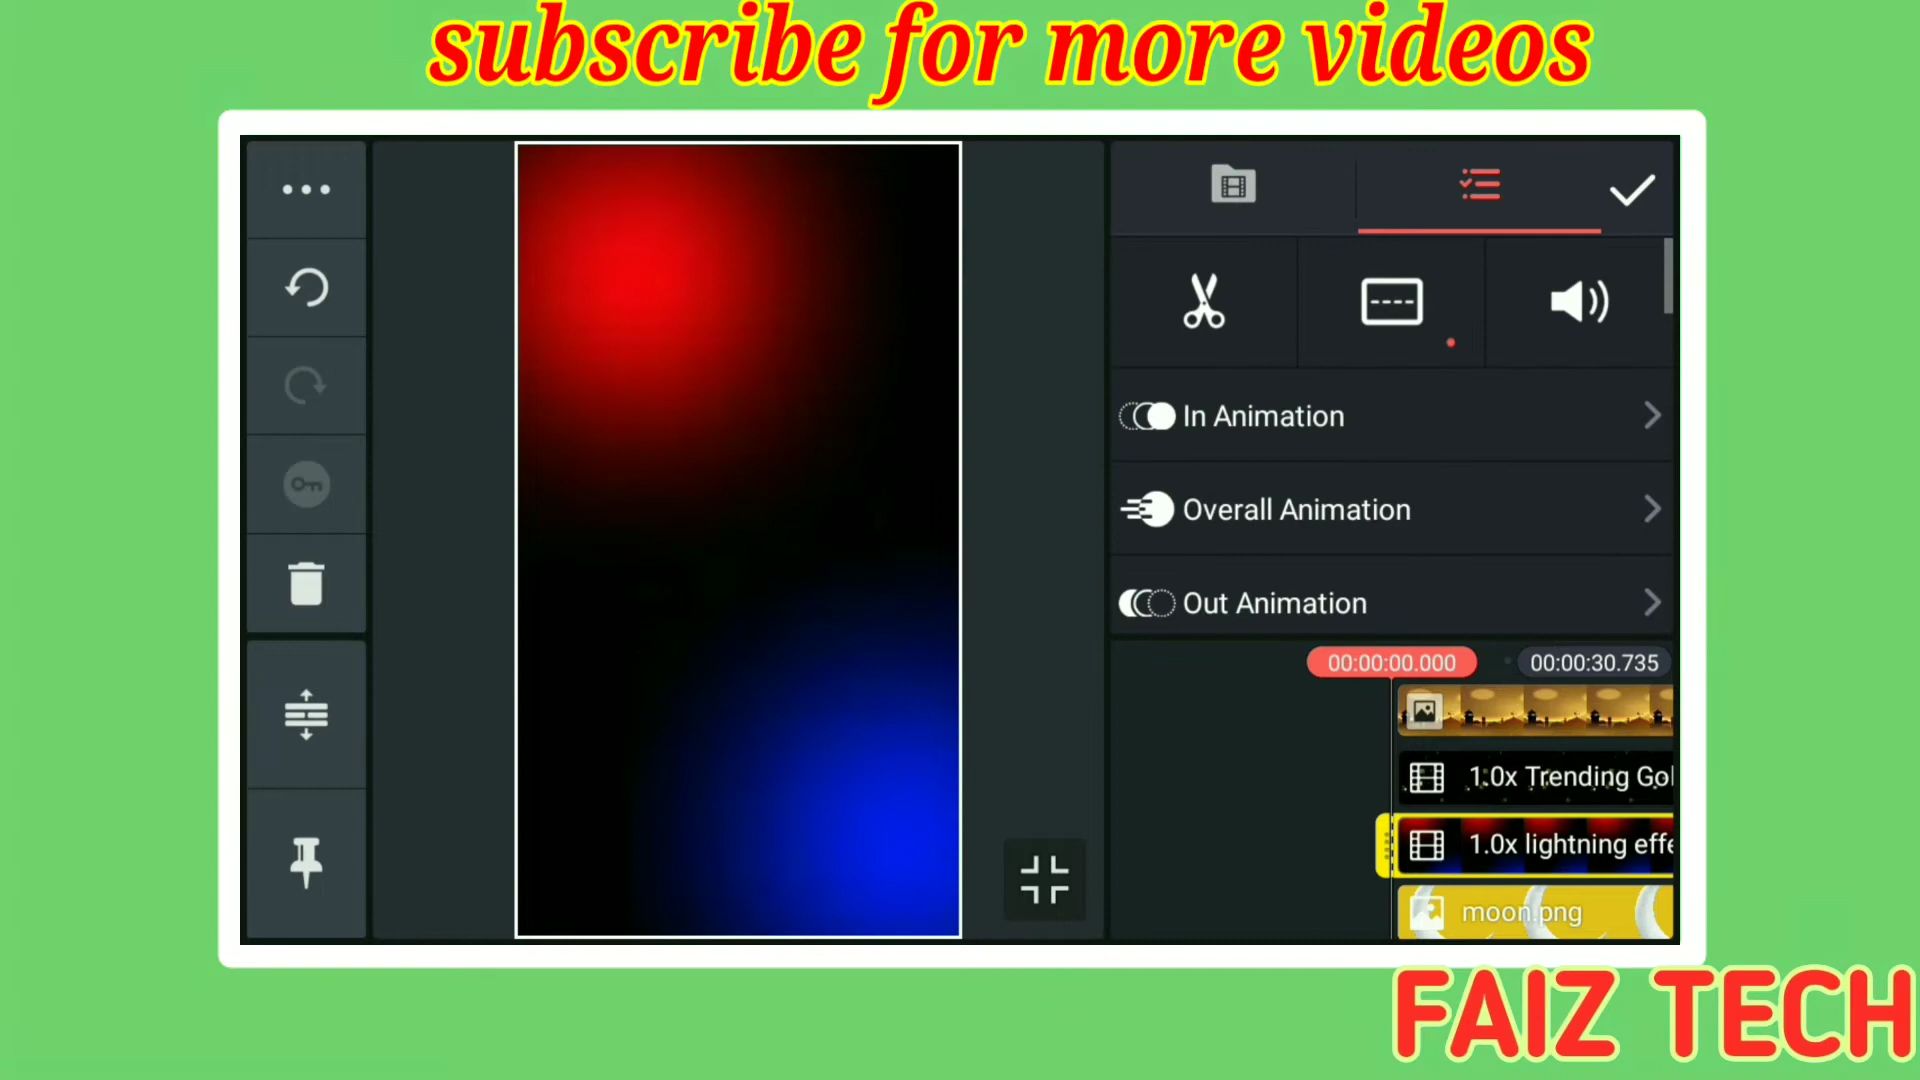 subscribe for more videos
In Animation
Overall Animation
Out Animation
00:00:00.000
00:00:30.735
1.0x Trending Gol
1.0x lightning effe
moon.png
FAIZ TECH